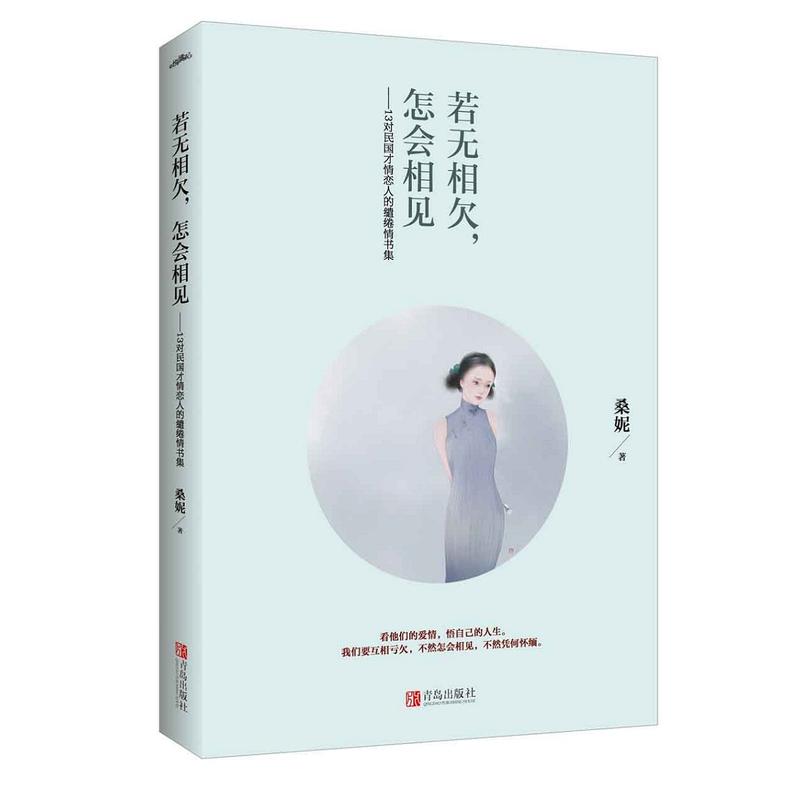 若无相欠，
怎会相见
——13对民国才情恋人的缱绻情书集
桑妮
著
看他们的爱情，悟自己的人生。
我们要互相亏欠，不然怎会相见，不然凭何怀缅。
青岛出版社
QINGDAO PUBLISHING HOUSE
若无相欠，怎会相见
——13对民国才情恋人的缱绻情书集
桑妮
著
青岛出版社